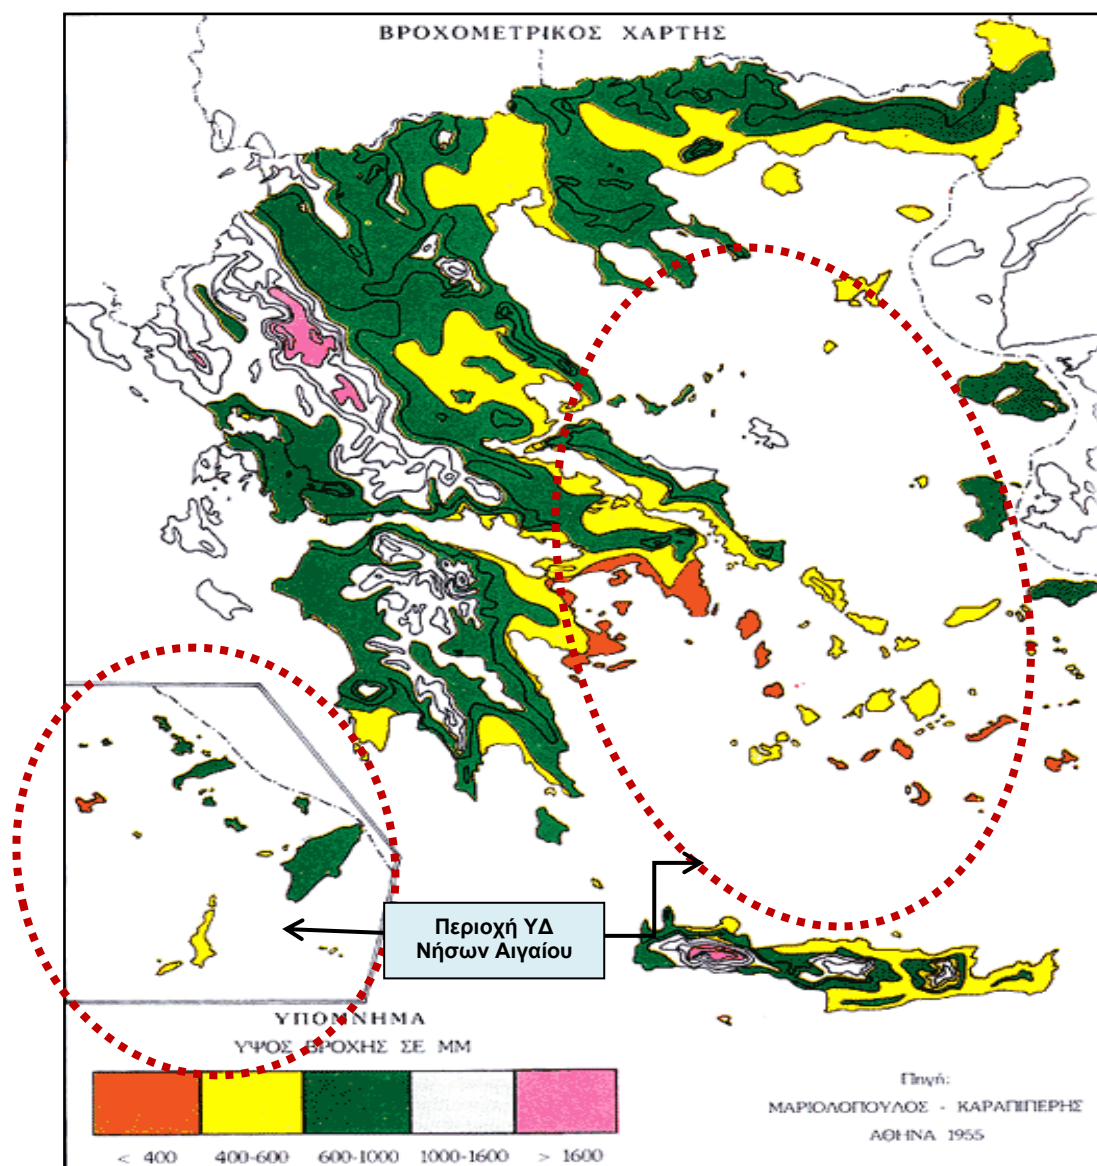 ΒΡΟΧΟΜΕΤΡΙΚΟΣ ΧΑΡΤΗΣ
Περιοχή ΥΔ
Νήσων Αιγαίου
ΥΠΟΜΝΗΜΑ
ΥΨΟΣ ΒΡΟΧΗΣ ΣΕ ΜΜ
< 400 400-600 600-1000 1000-1600 > 1600
Πηγή:
ΜΑΡΙΟΛΟΠΟΥΛΟΣ - ΚΑΡΑΠΙΠΕΡΗΣ
ΑΘΗΝΑ 1955